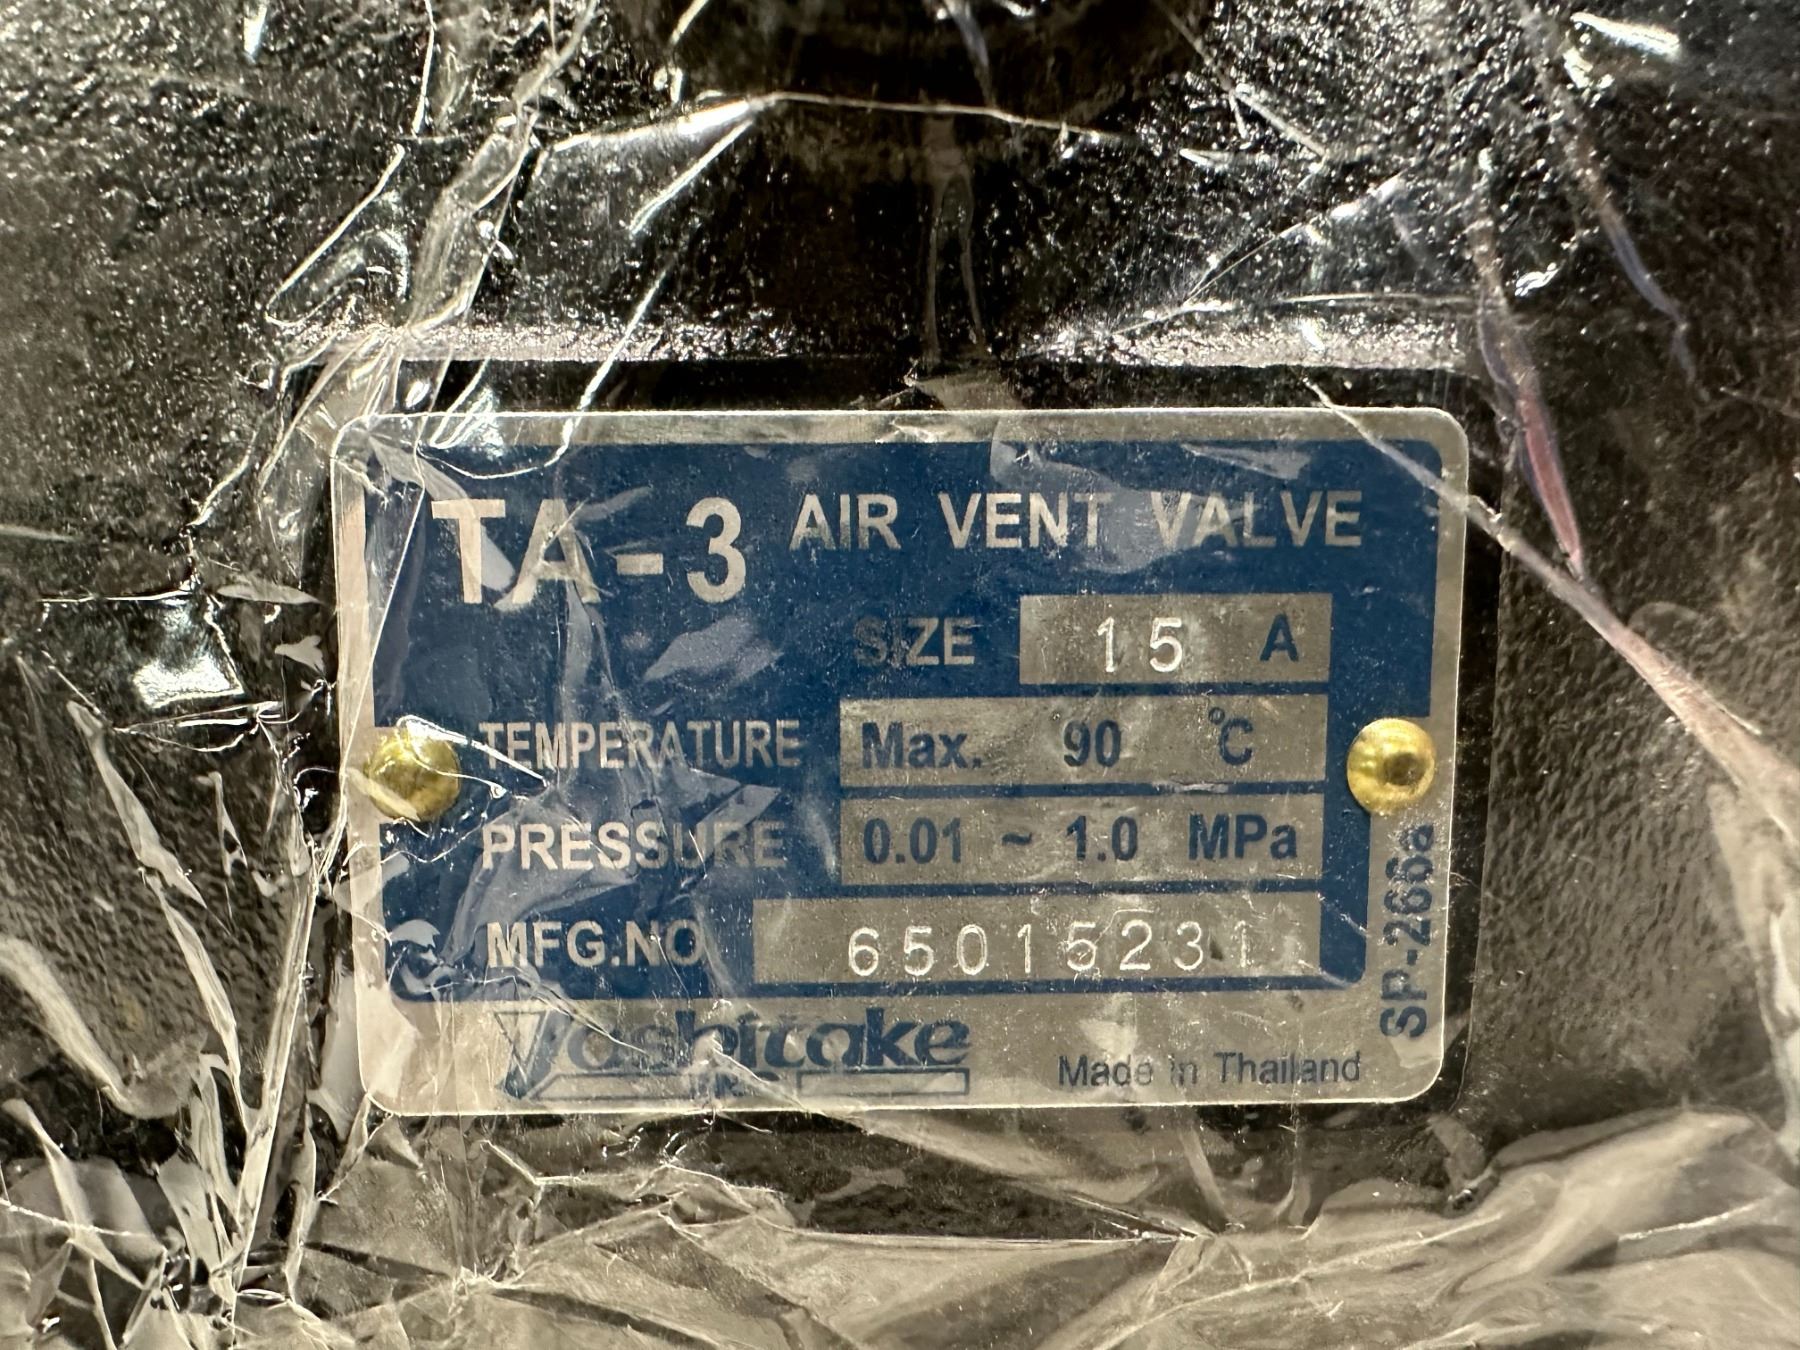 TA-3 AIR VENT VALVE
SIZE 15 A
TEMPERATURE Max. 90 ℃
PRESSURE 0.01 ~ 1.0 MPa
MFG.NO 65015231
Yoshitake
INC.
Made in Thailand
SP-266a